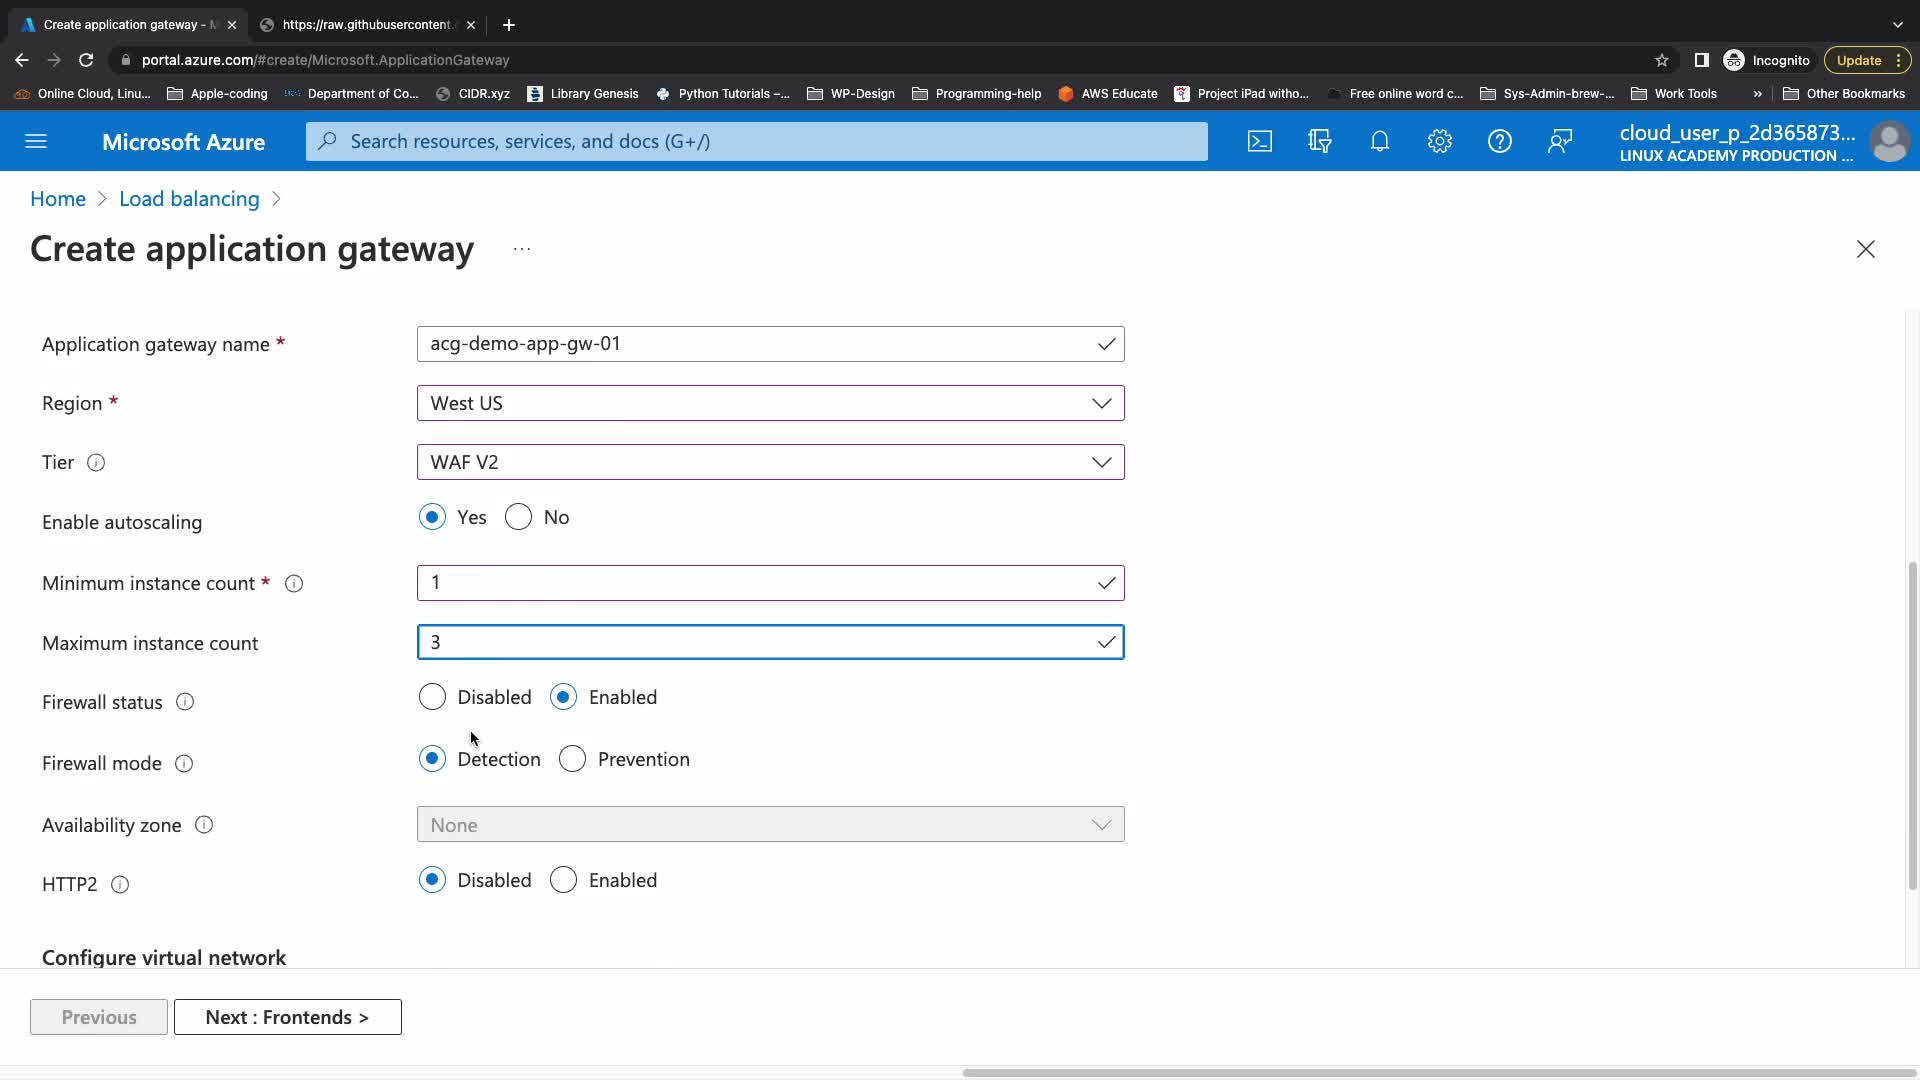 Create application gateway - M
https://raw.githubusercontent.c
portal.azure.com/#create/Microsoft.ApplicationGateway
Incognito
Update
Online Cloud, Linu...
Apple-coding
Department of Co...
CIDR.xyz
Library Genesis
Python Tutorials –...
WP-Design
Programming-help
AWS Educate
Project iPad witho...
Free online word c...
Sys-Admin-brew-...
Work Tools
»
Other Bookmarks
Microsoft Azure
Search resources, services, and docs (G+/)
cloud_user_p_2d365873...
LINUX ACADEMY PRODUCTION ...
Home > Load balancing >
Create application gateway ...
Application gateway name *
acg-demo-app-gw-01
Region *
West US
Tier
WAF V2
Enable autoscaling
Yes No
Minimum instance count *
1
Maximum instance count
3
Firewall status
Disabled Enabled
Firewall mode
Detection Prevention
Availability zone
None
HTTP2
Disabled Enabled
Configure virtual network
Previous
Next : Frontends >